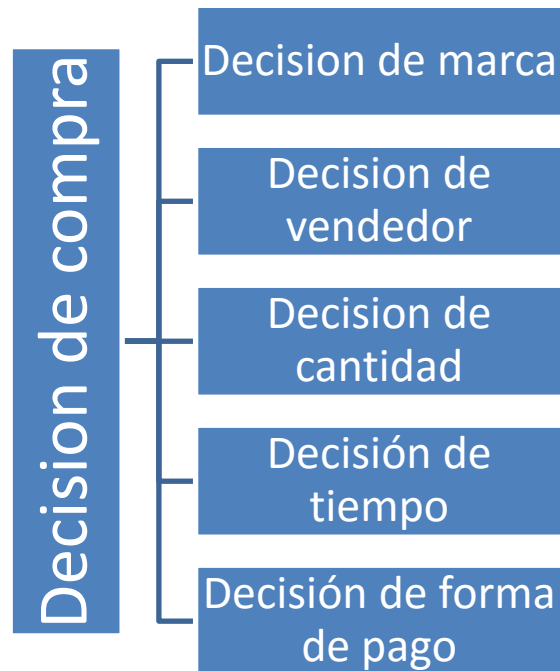 Decision de compra
Decision de marca
Decision de
vendedor
Decision de
cantidad
Decisión de
tiempo
Decisión de forma
de pago